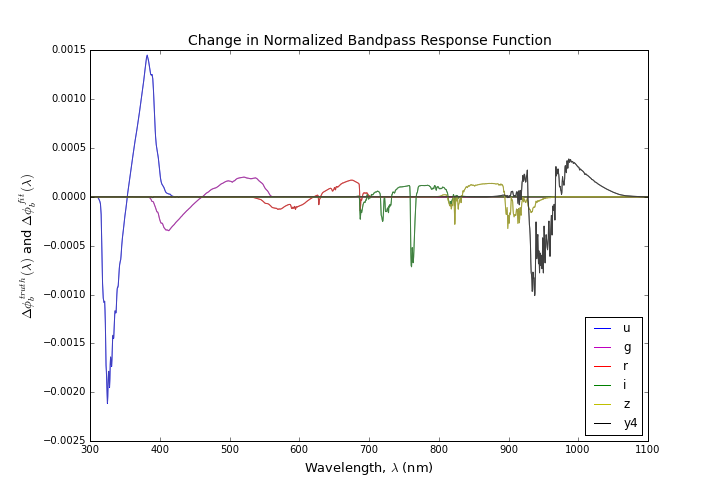 Change in Normalized Bandpass Response Function
0.0015
0.0010
0.0005
0.0000
−0.0005
−0.0010
−0.0015
−0.0020
−0.0025
Δϕ_b^{truth}(λ) and Δϕ_b^{fit}(λ)
300 400 500 600 700 800 900 1000 1100
Wavelength, λ (nm)
u
g
r
i
z
y4